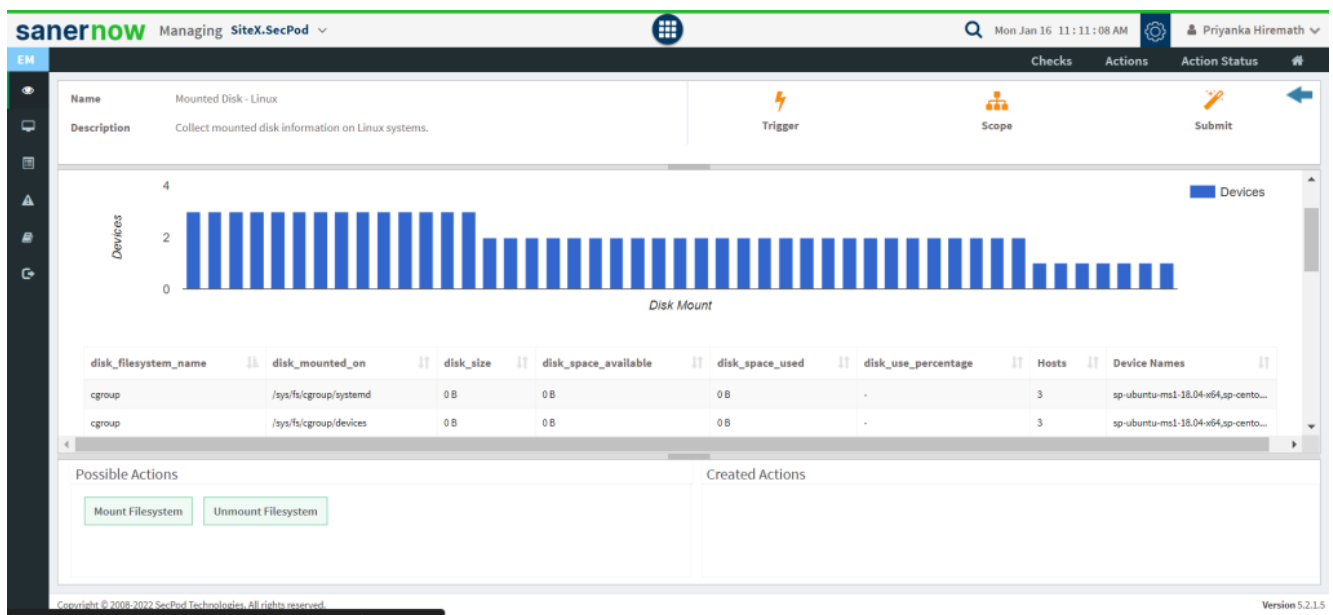 sanernow Managing SiteX.SecPod Mon Jan 16 11:11:08 AM Priyanka Hiremath
EM Checks Actions Action Status
Name Mounted Disk - Linux
Description Collect mounted disk information on Linux systems.
Trigger Scope Submit
4
2
0
Devices
Devices
Disk Mount
disk_filesystem_name disk_mounted_on disk_size disk_space_available disk_space_used disk_use_percentage Hosts Device Names
cgroup /sys/fs/cgroup/systemd 0 B 0 B 0 B - 3 sp-ubuntu-ms1-18.04-x64,sp-cento...
cgroup /sys/fs/cgroup/devices 0 B 0 B 0 B - 3 sp-ubuntu-ms1-18.04-x64,sp-cento...
Possible Actions Created Actions
Mount Filesystem Unmount Filesystem
Copyright © 2008-2022 SecPod Technologies. All rights reserved. Version 5.2.1.5